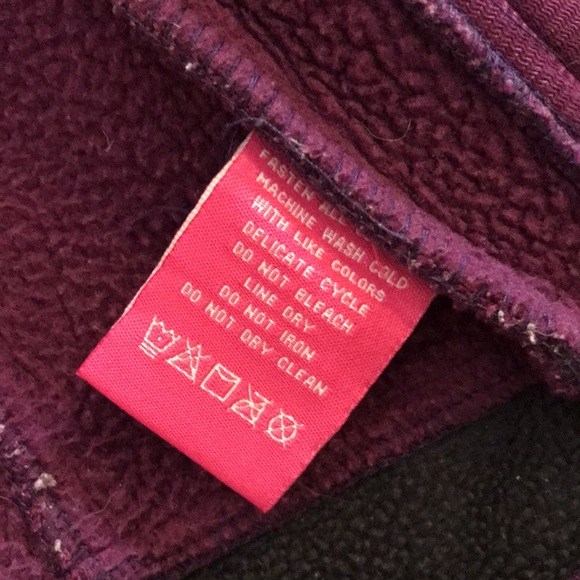 FASTEN ALL
MACHINE WASH COLD
WITH LIKE COLORS
DELICATE CYCLE
DO NOT BLEACH
LINE DRY
DO NOT IRON
DO NOT DRY CLEAN